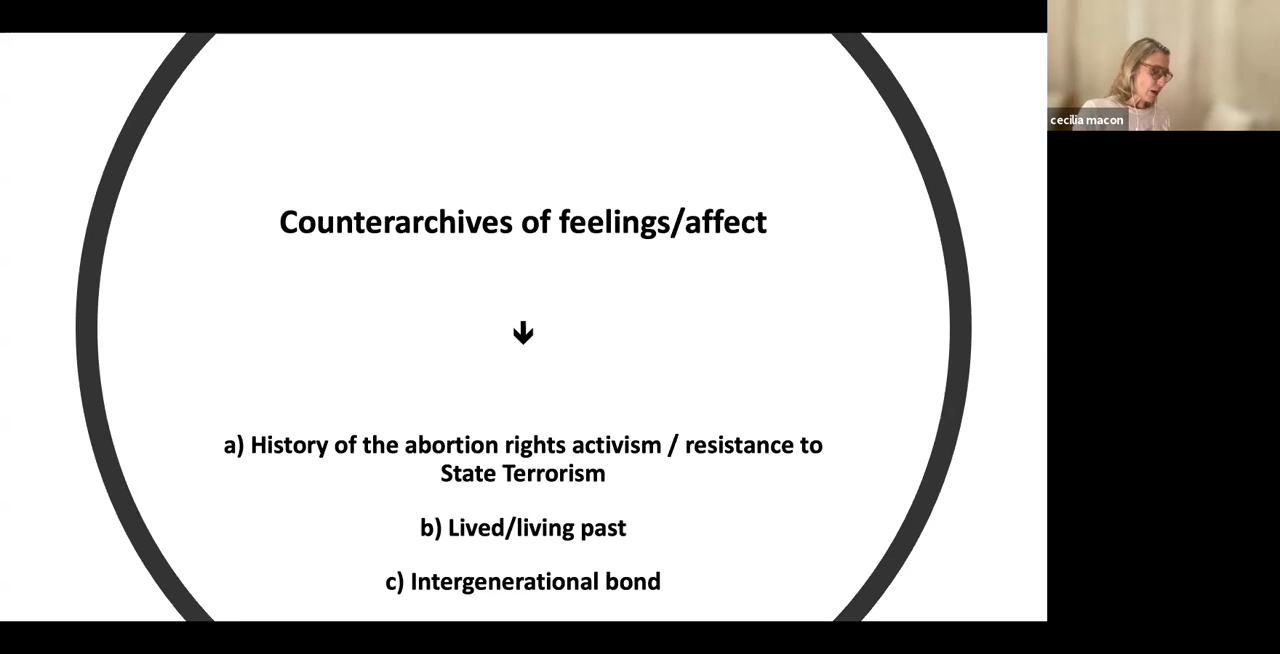 Counterarchives of feelings/affect
↓
a) History of the abortion rights activism / resistance to
State Terrorism
b) Lived/living past
c) Intergenerational bond
cecilia macon